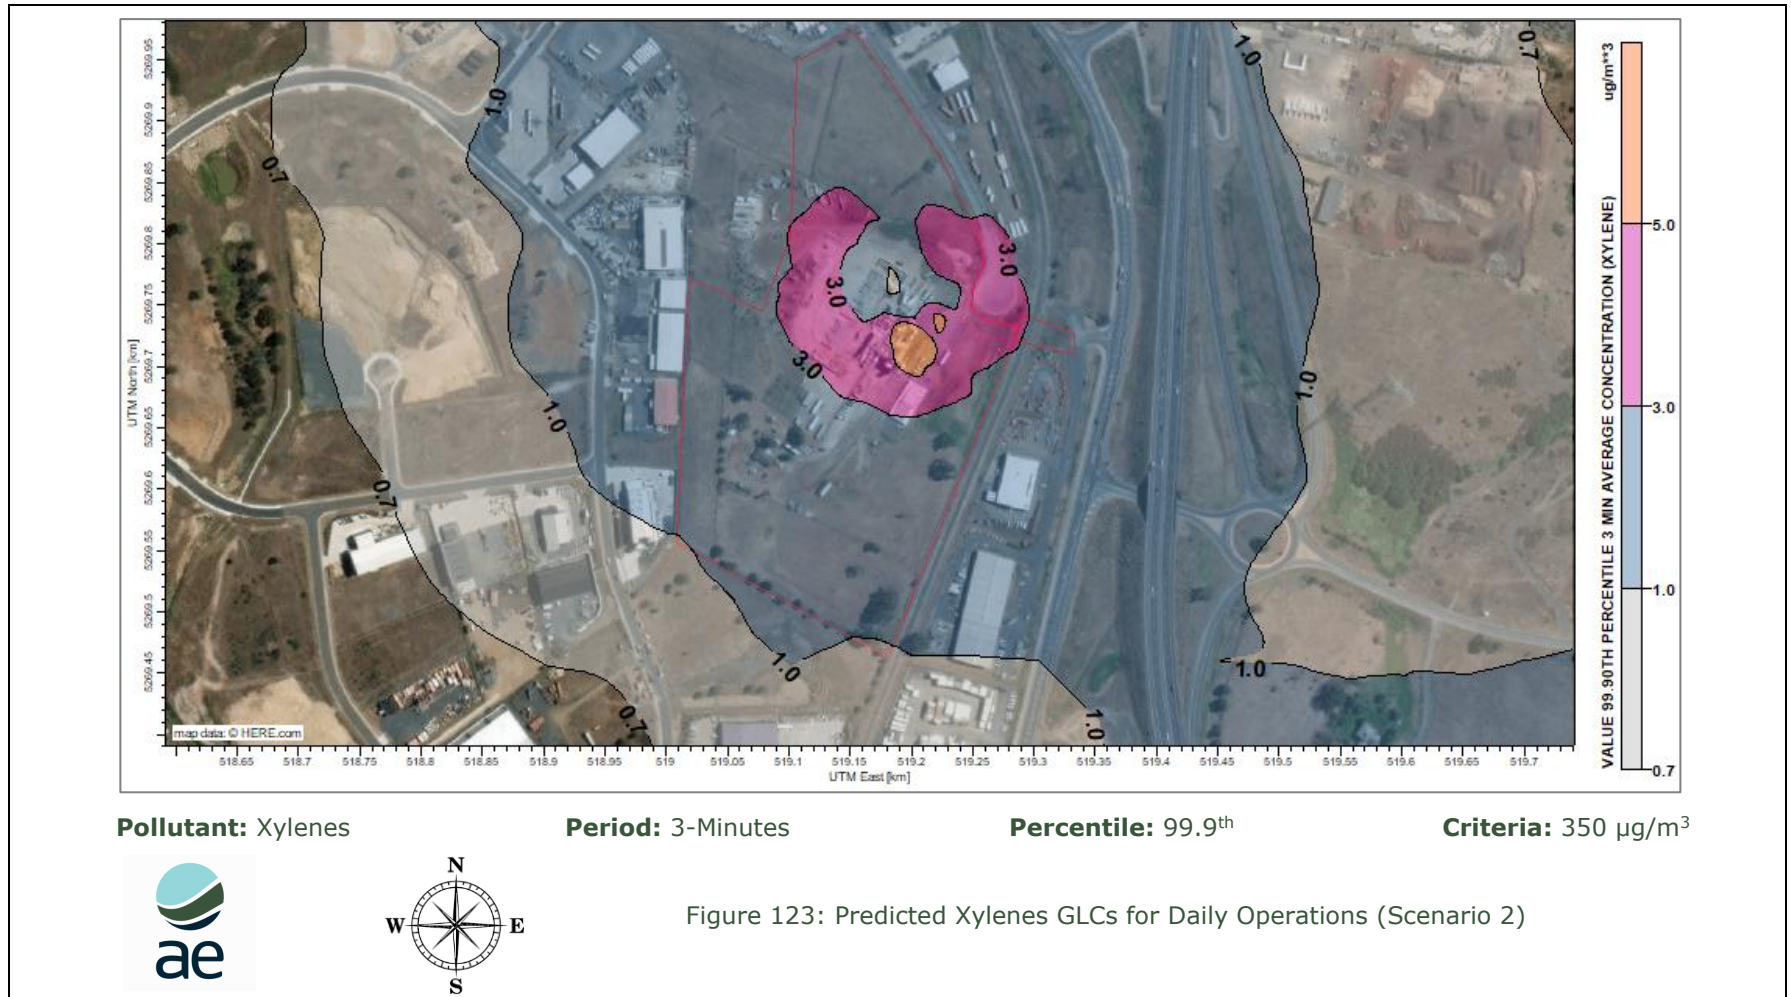 5269.95
5269.9
5269.85
5269.8
5269.75
5269.7
5269.65
5269.6
5269.55
5269.5
5269.45
UTM North [km]
1.0
0.7
1.0
0.7
3.0
3.0
3.0
1.0
1.0
0.7
1.0
1.0
0.7
1.0
map data: © HERE.com
518.65 518.7 518.75 518.8 518.85 518.9 518.95 519 519.05 519.1 519.15 519.2 519.25 519.3 519.35 519.4 519.45 519.5 519.55 519.6 519.65 519.7
UTM East [km]
VALUE 99.90TH PERCENTILE 3 MIN AVERAGE CONCENTRATION (XYLENE) ug/m**3
5.0
3.0
1.0
0.7
Pollutant: Xylenes Period: 3-Minutes Percentile: 99.9th Criteria: 350 µg/m3
ae
N
W E
S
Figure 123: Predicted Xylenes GLCs for Daily Operations (Scenario 2)